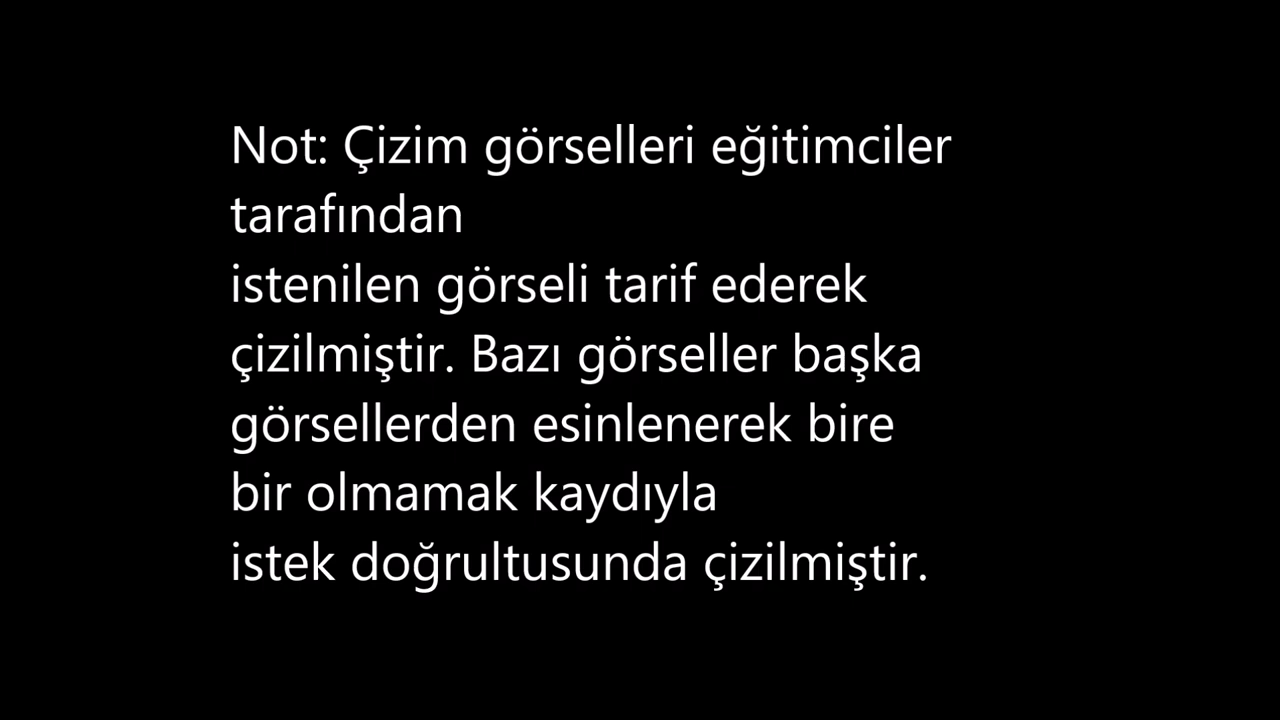 Not: Çizim görselleri eğitimciler
tarafından
istenilen görseli tarif ederek
çizilmiştir. Bazı görseller başka
görsellerden esinlenerek bire
bir olmamak kaydıyla
istek doğrultusunda çizilmiştir.